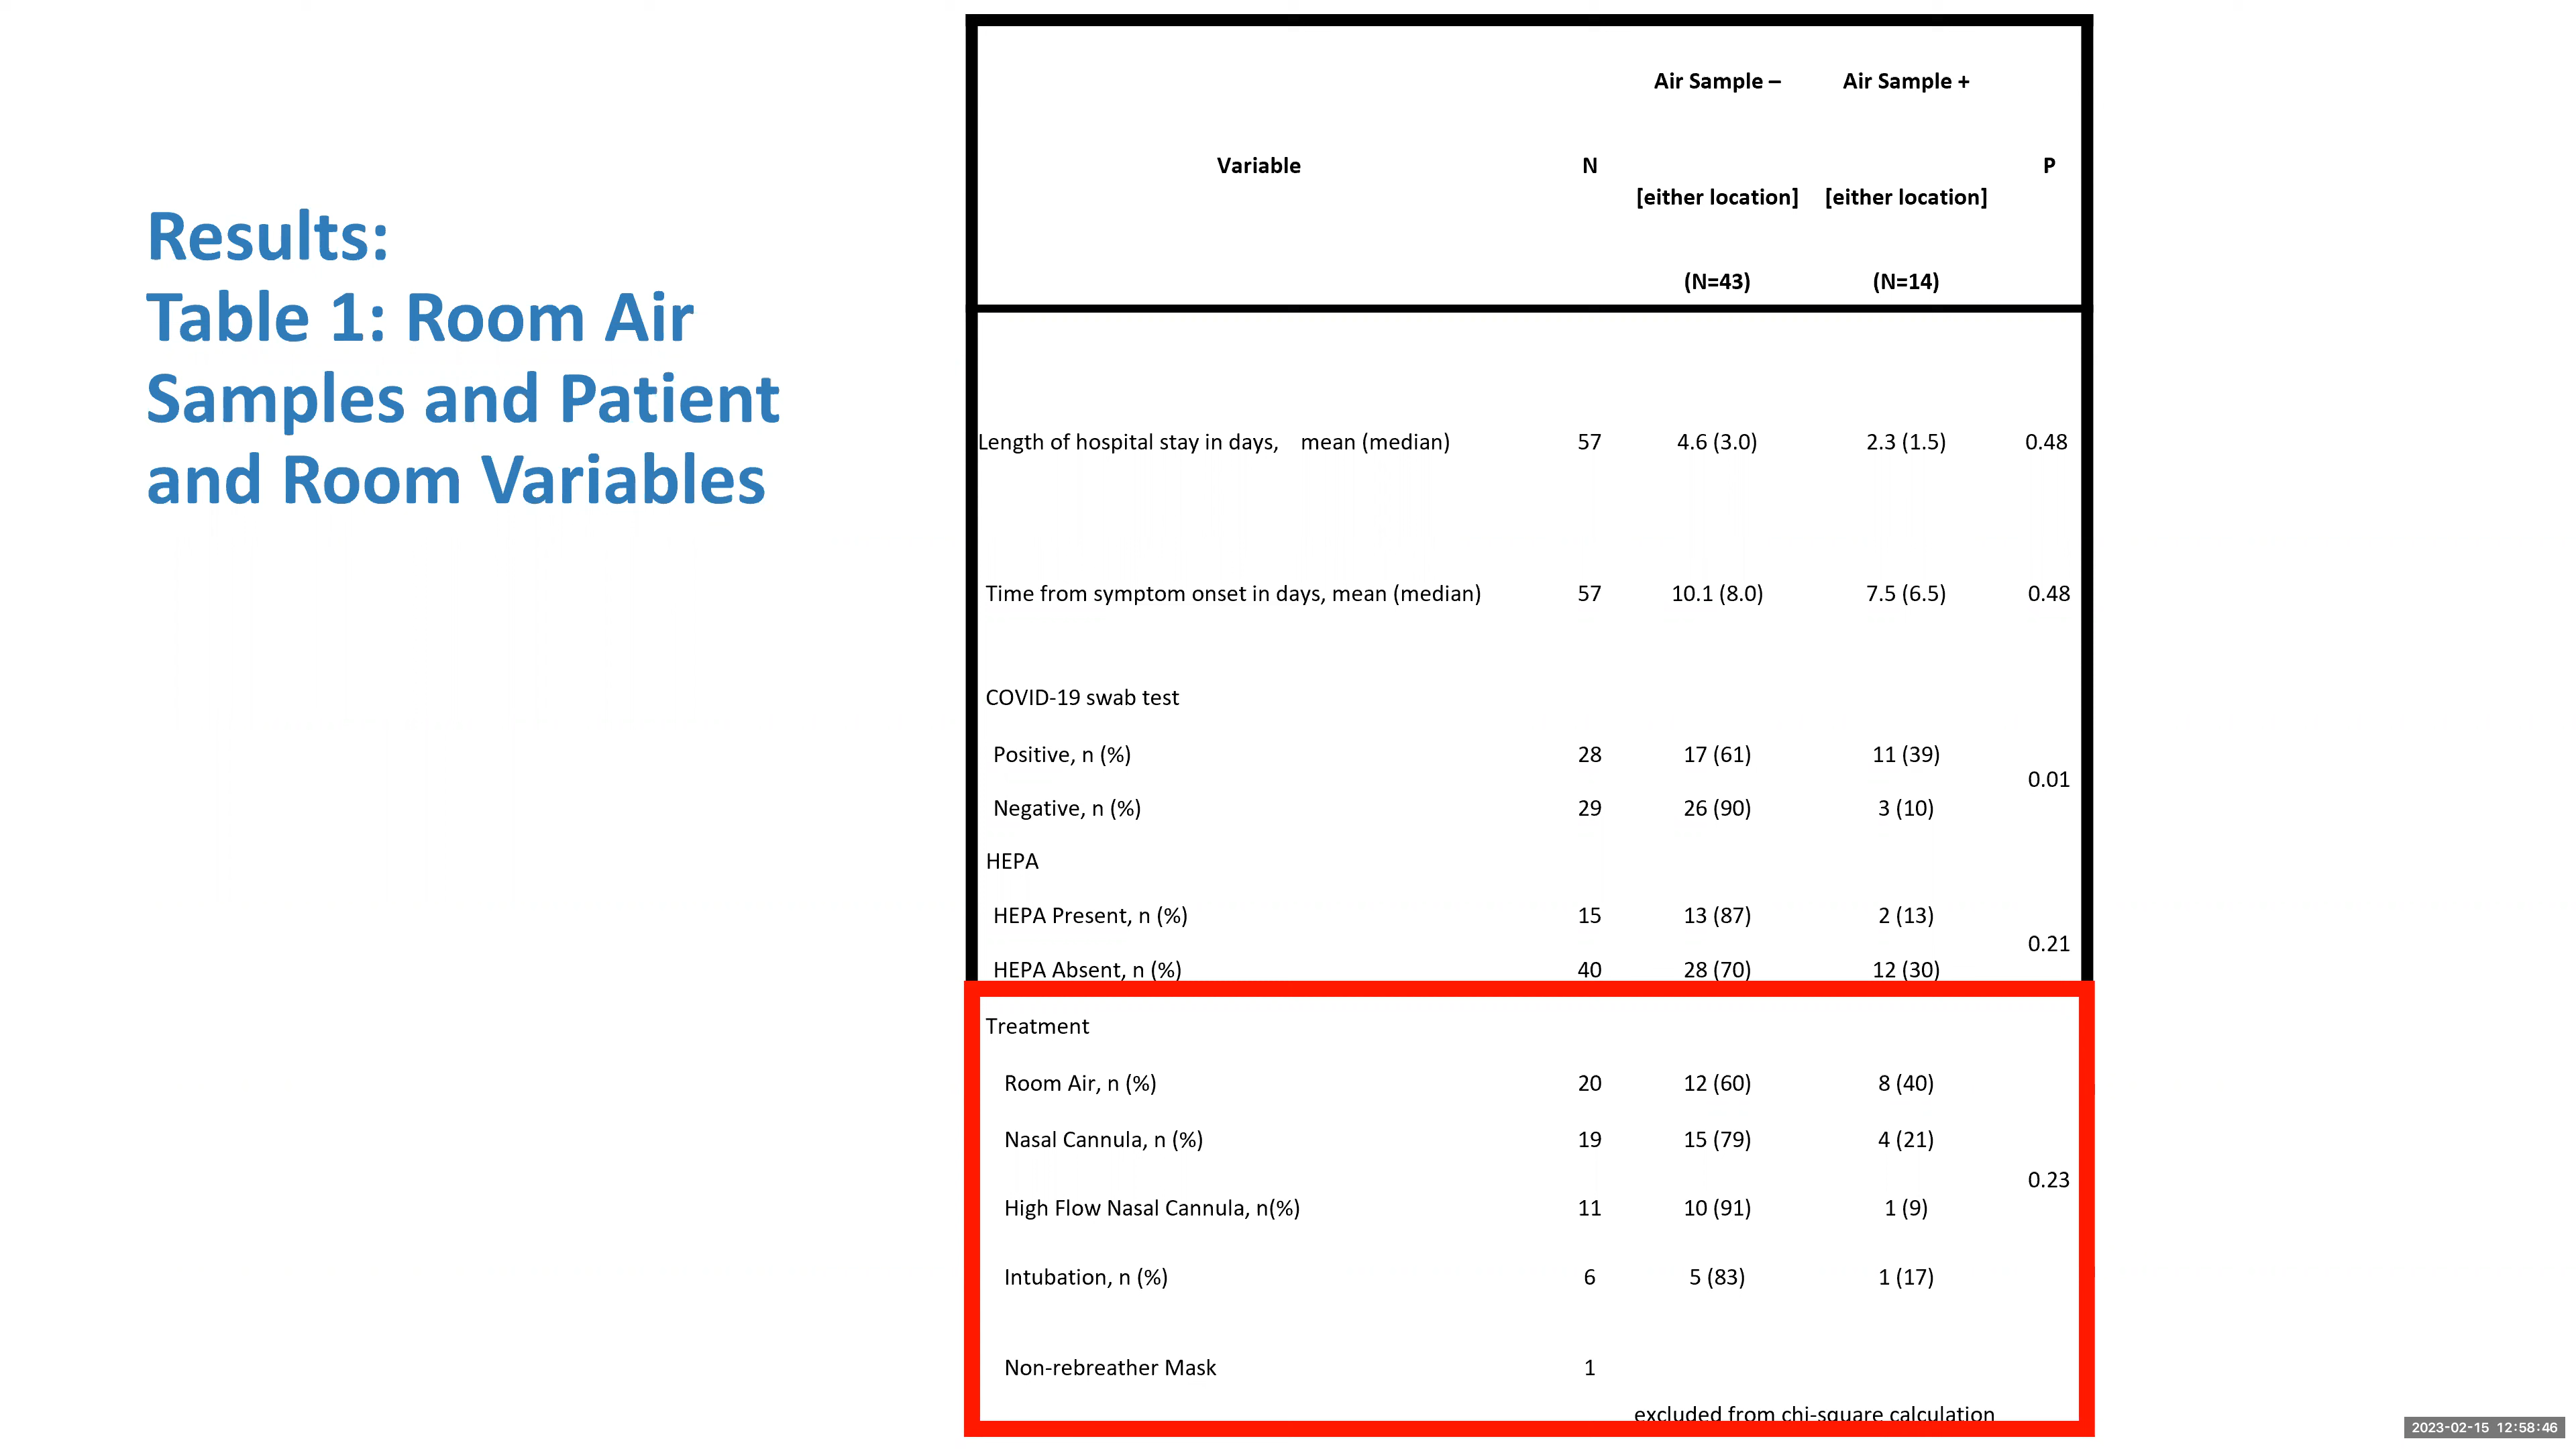 Results:
Table 1: Room Air
Samples and Patient
and Room Variables
Variable N Air Sample – [either location] (N=43) Air Sample + [either location] (N=14) P
Length of hospital stay in days, mean (median) 57 4.6 (3.0) 2.3 (1.5) 0.48
Time from symptom onset in days, mean (median) 57 10.1 (8.0) 7.5 (6.5) 0.48
COVID-19 swab test
Positive, n (%) 28 17 (61) 11 (39)
0.01
Negative, n (%) 29 26 (90) 3 (10)
HEPA
HEPA Present, n (%) 15 13 (87) 2 (13)
0.21
HEPA Absent, n (%) 40 28 (70) 12 (30)
Treatment
Room Air, n (%) 20 12 (60) 8 (40)
Nasal Cannula, n (%) 19 15 (79) 4 (21)
0.23
High Flow Nasal Cannula, n(%) 11 10 (91) 1 (9)
Intubation, n (%) 6 5 (83) 1 (17)
Non-rebreather Mask 1
excluded from chi-square calculation
2023-02-15 12:58:46